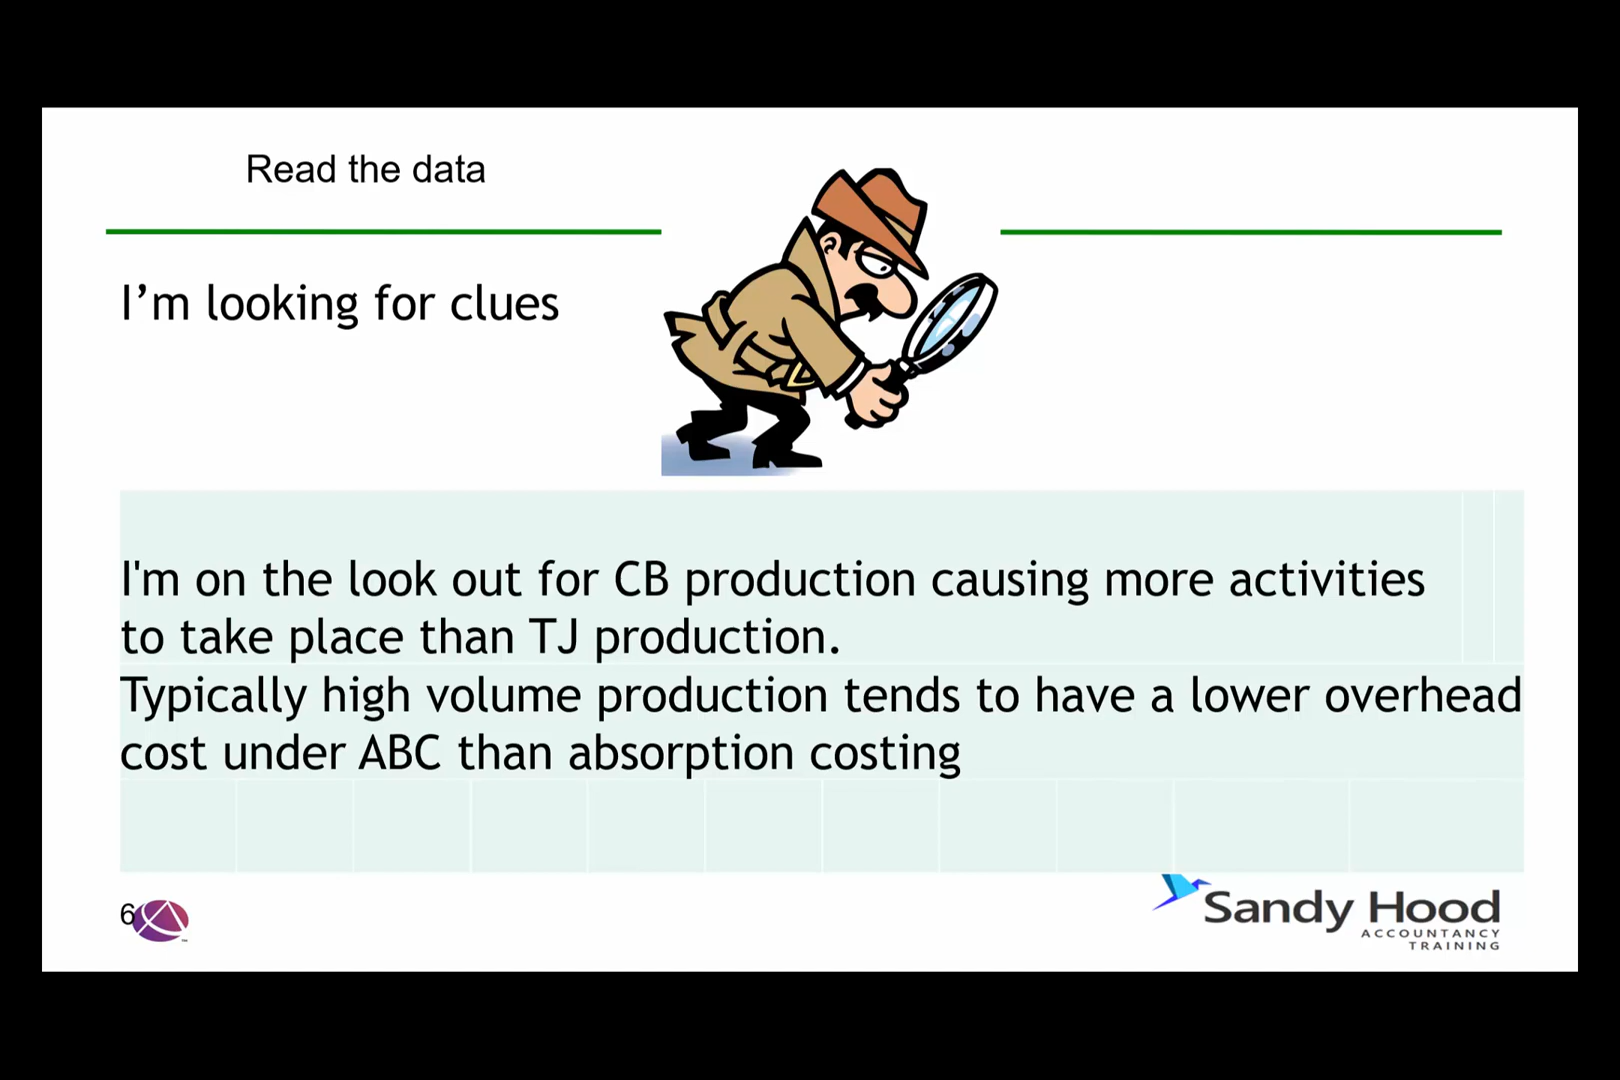 Read the data
I’m looking for clues
I'm on the look out for CB production causing more activities
to take place than TJ production.
Typically high volume production tends to have a lower overhead
cost under ABC than absorption costing
6
Sandy Hood
ACCOUNTANCY
TRAINING